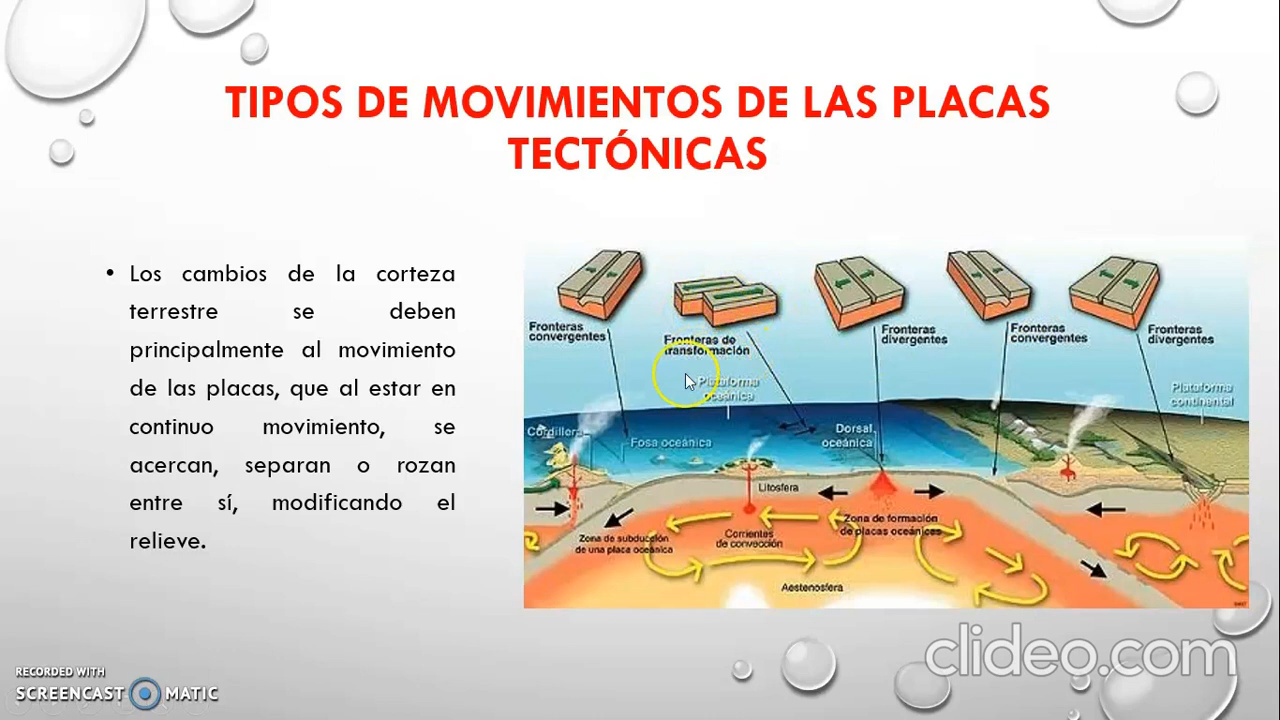 TIPOS DE MOVIMIENTOS DE LAS PLACAS
TECTÓNICAS
• Los cambios de la corteza
terrestre se deben
principalmente al movimiento
de las placas, que al estar en
continuo movimiento, se
acercan, separan o rozan
entre sí, modificando el
relieve.
Fronteras
convergentes
Fronteras de
transformación
Fronteras
divergentes
Fronteras
convergentes
Fronteras
divergentes
Plataforma
oceánica
Plataforma
continental
Cordillera
Fosa oceánica
Dorsal
oceánica
Litosfera
Zona de subducción
de una placa oceánica
Corrientes
de convección
Zona de formación
de placas oceánicas
Aestenosfera
clideo.com
RECORDED WITH
SCREENCAST MATIC